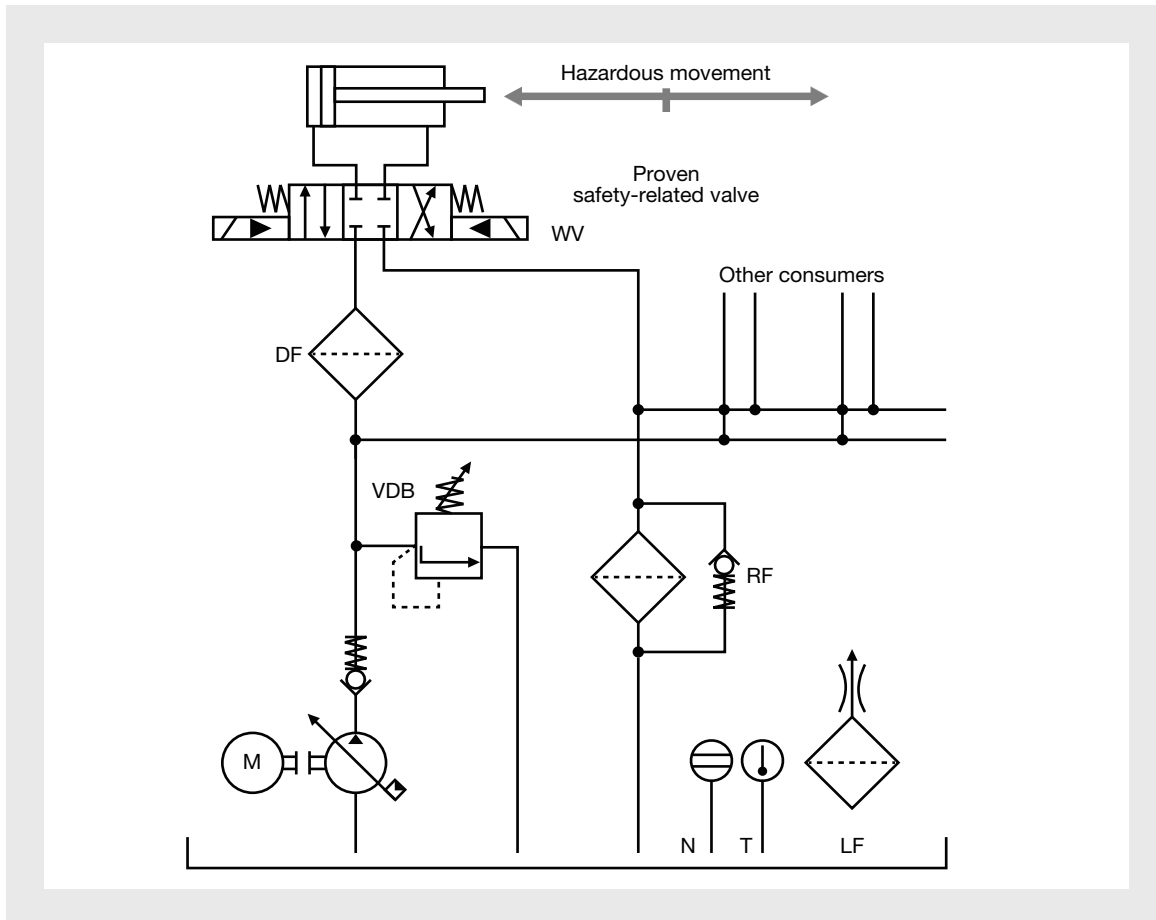 Hazardous movement
Proven
safety-related valve
WV
Other consumers
DF
VDB
RF
M
N
T
LF